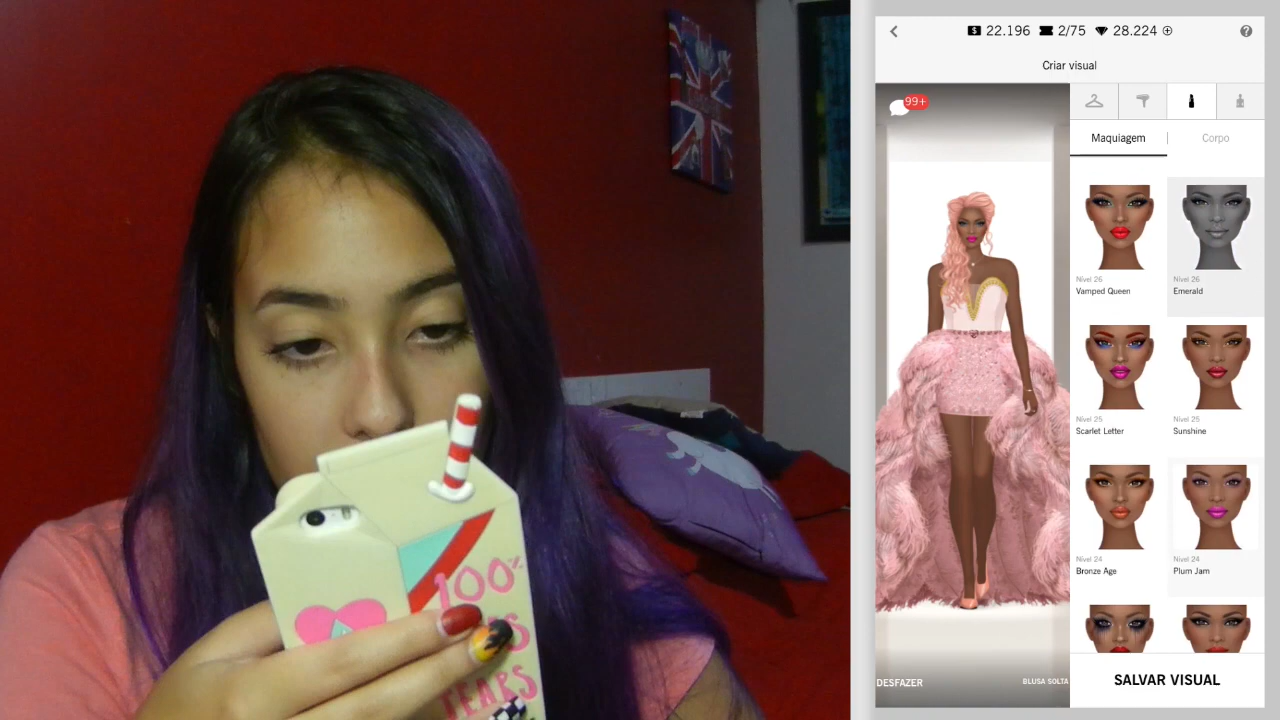 100%
TEARS
$ 22.196 2/75 28.224
?
Criar visual
99+
Maquiagem
Corpo
Nível 26
Vamped Queen
Nível 26
Emerald
Nível 25
Scarlet Letter
Nível 25
Sunshine
Nível 24
Bronze Age
Nível 24
Plum Jam
DESFAZER
BLUSA SOLTA
SALVAR VISUAL